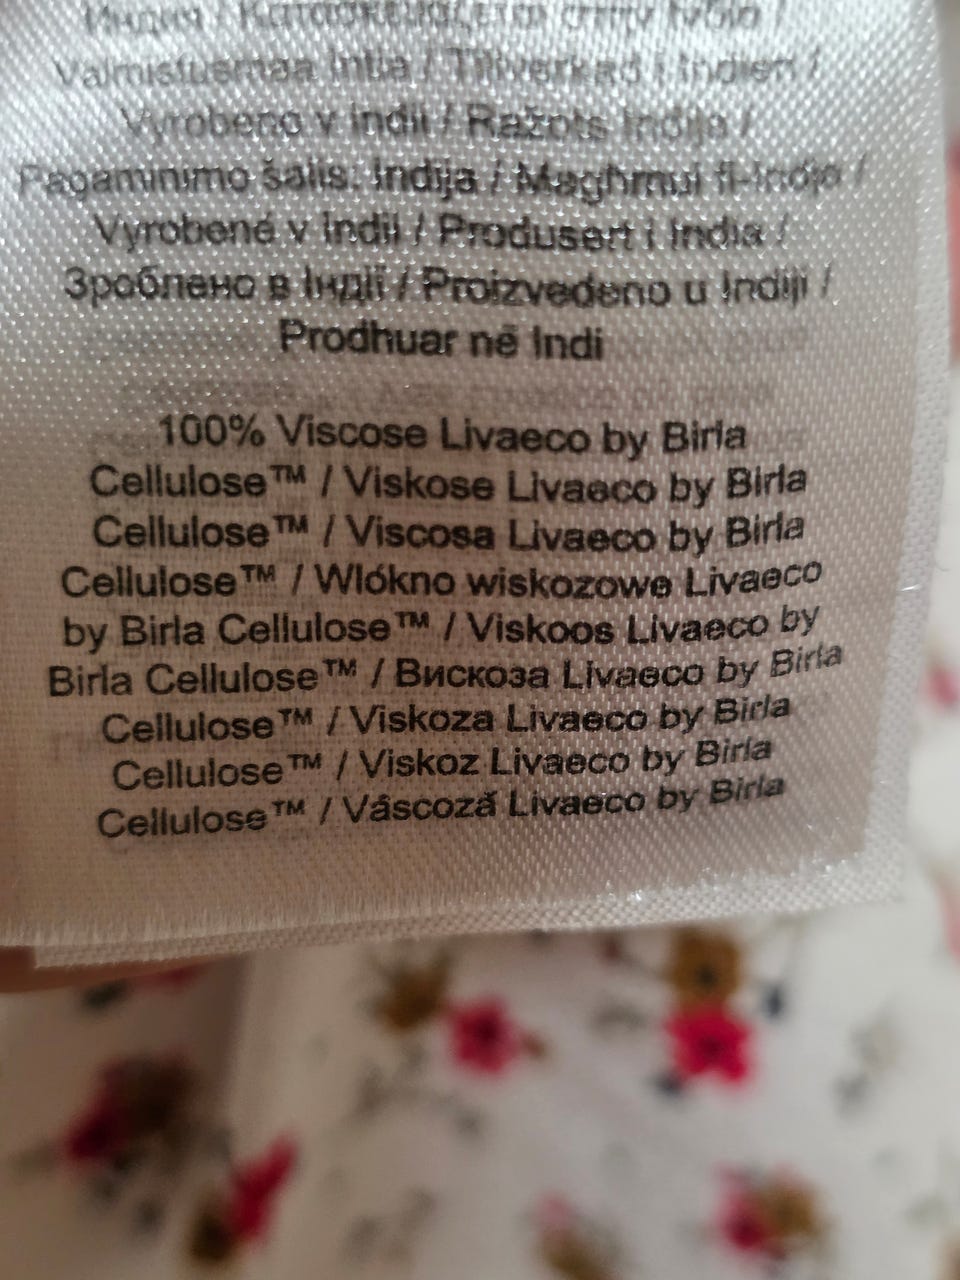 Valmistusmaa Intia / Tillverkad i Indien /
Vyrobeno v Indii / Ražots Indijā /
Pagaminimo šalis: Indija / Magħmul fl-Indja /
Vyrobené v Indii / Produsert i India /
Зроблено в Індії / Proizvedeno u Indiji /
Prodhuar në Indi
100% Viscose Livaeco by Birla
Cellulose™ / Viskose Livaeco by Birla
Cellulose™ / Viscosa Livaeco by Birla
Cellulose™ / Wlókno wiskozowe Livaeco
by Birla Cellulose™ / Viskoos Livaeco by
Birla Cellulose™ / Вискоза Livaeco by Birla
Cellulose™ / Viskoza Livaeco by Birla
Cellulose™ / Viskoz Livaeco by Birla
Cellulose™ / Váscoză Livaeco by Birla